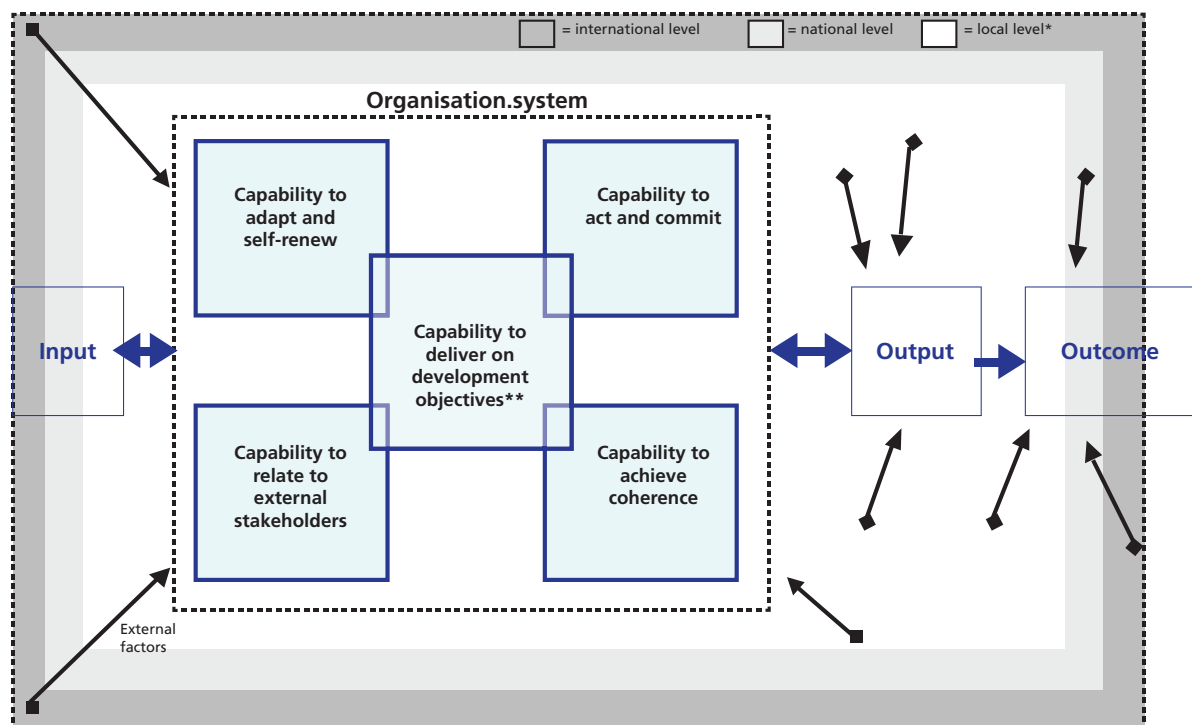 = international level
= national level
= local level*
Organisation.system
Capability to
adapt and
self-renew
Capability to
act and commit
Capability to
deliver on
development
objectives**
Input
Output
Outcome
Capability to
relate to
external
stakeholders
Capability to
achieve
coherence
External
factors